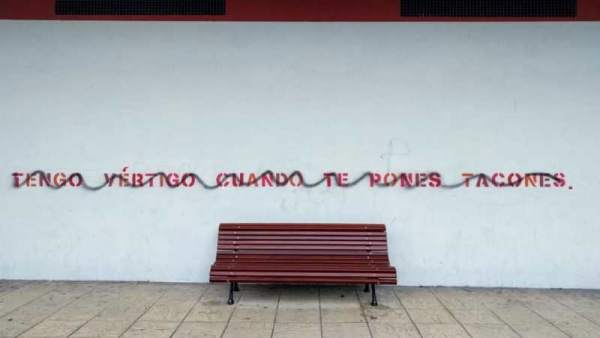 TENGO VÉRTIGO CUANDO TE PONES TACONES.